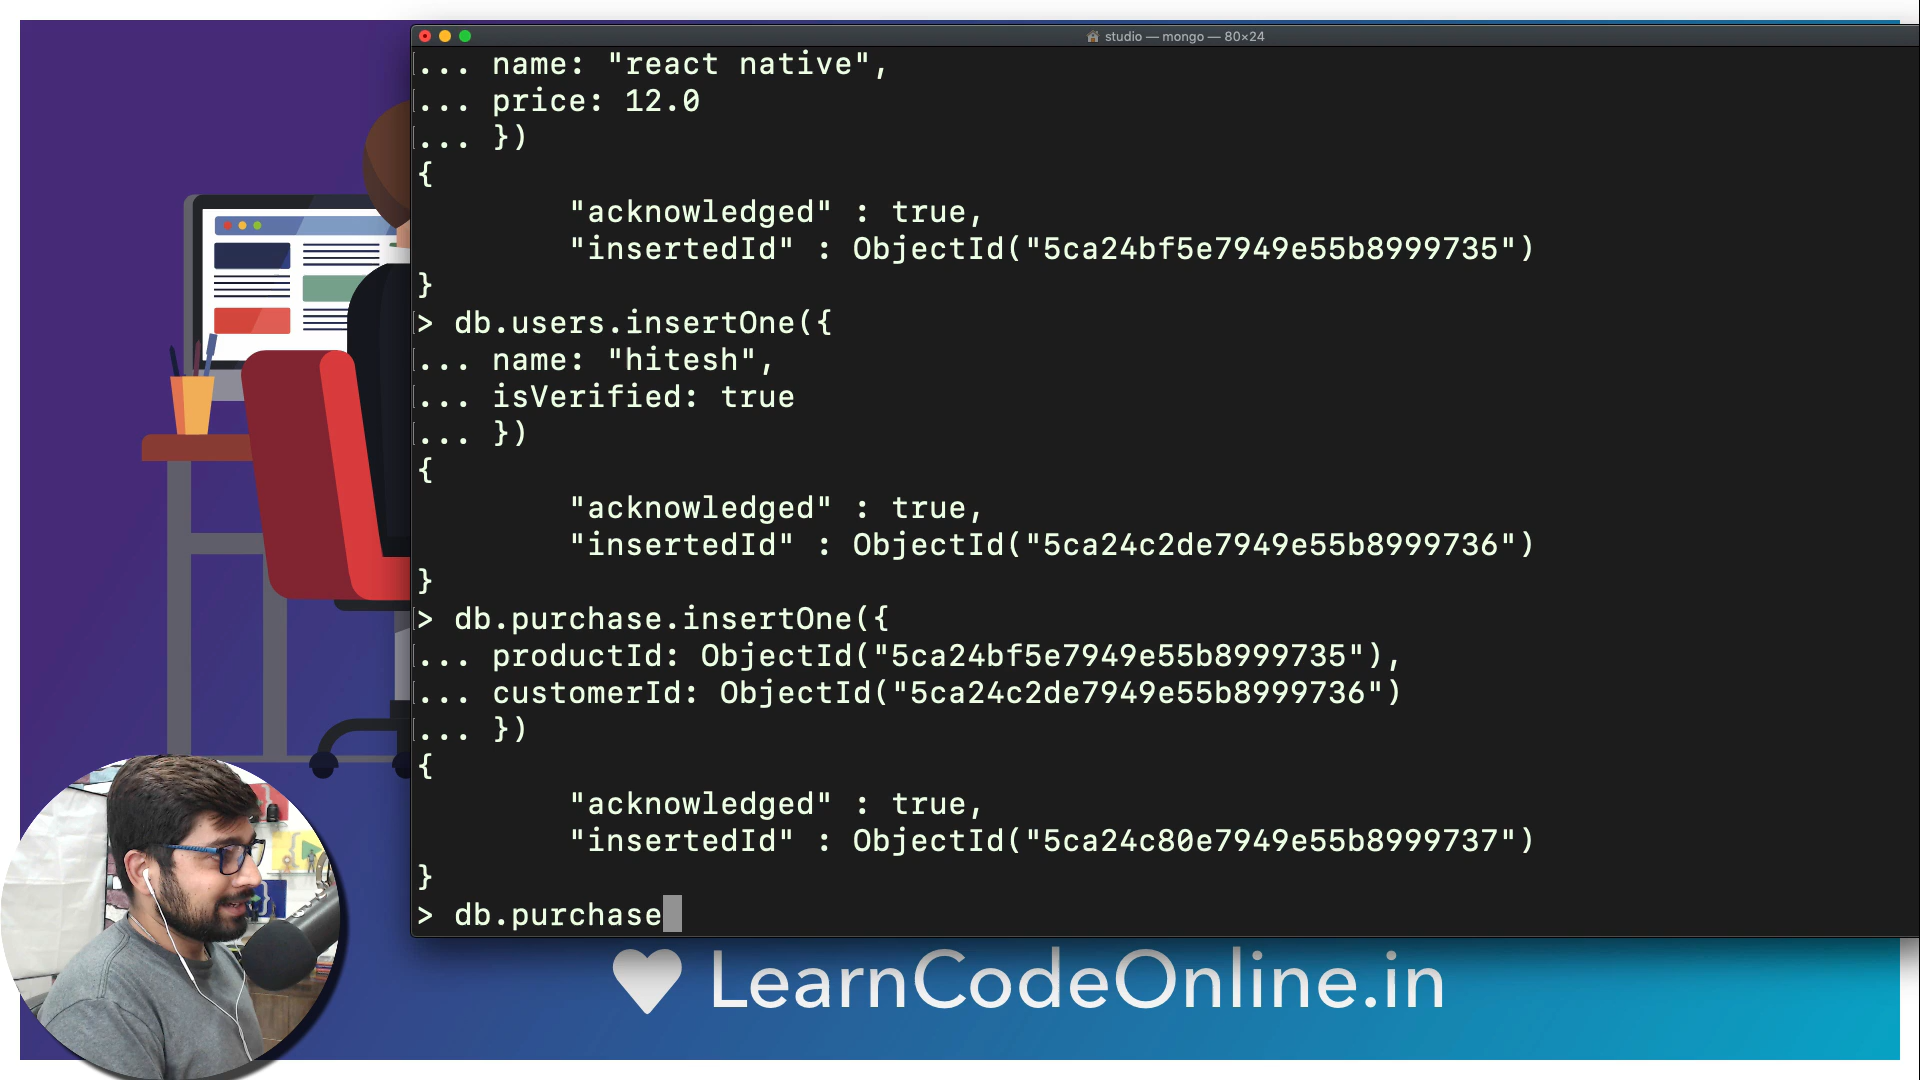 studio — mongo — 80×24
... name: "react native",
... price: 12.0
... })
{
"acknowledged" : true,
"insertedId" : ObjectId("5ca24bf5e7949e55b8999735")
}
> db.users.insertOne({
... name: "hitesh",
... isVerified: true
... })
{
"acknowledged" : true,
"insertedId" : ObjectId("5ca24c2de7949e55b8999736")
}
> db.purchase.insertOne({
... productId: ObjectId("5ca24bf5e7949e55b8999735"),
... customerId: ObjectId("5ca24c2de7949e55b8999736")
... })
{
"acknowledged" : true,
"insertedId" : ObjectId("5ca24c80e7949e55b8999737")
}
> db.purchase
LearnCodeOnline.in